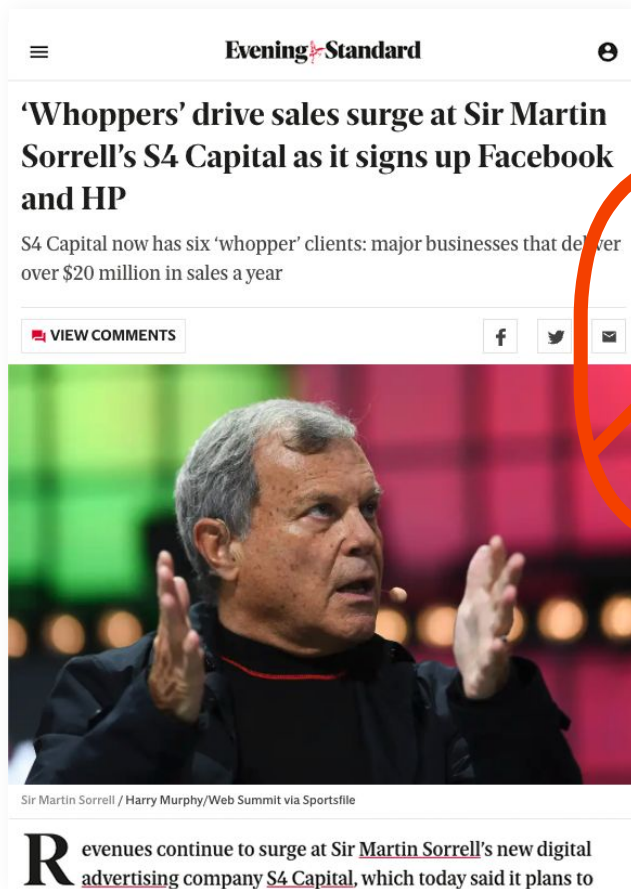 Evening Standard
‘Whoppers’ drive sales surge at Sir Martin
Sorrell’s S4 Capital as it signs up Facebook
and HP
S4 Capital now has six ‘whopper’ clients: major businesses that deliver
over $20 million in sales a year
VIEW COMMENTS
Sir Martin Sorrell / Harry Murphy/Web Summit via Sportsfile
Revenues continue to surge at Sir Martin Sorrell’s new digital
advertising company S4 Capital, which today said it plans to